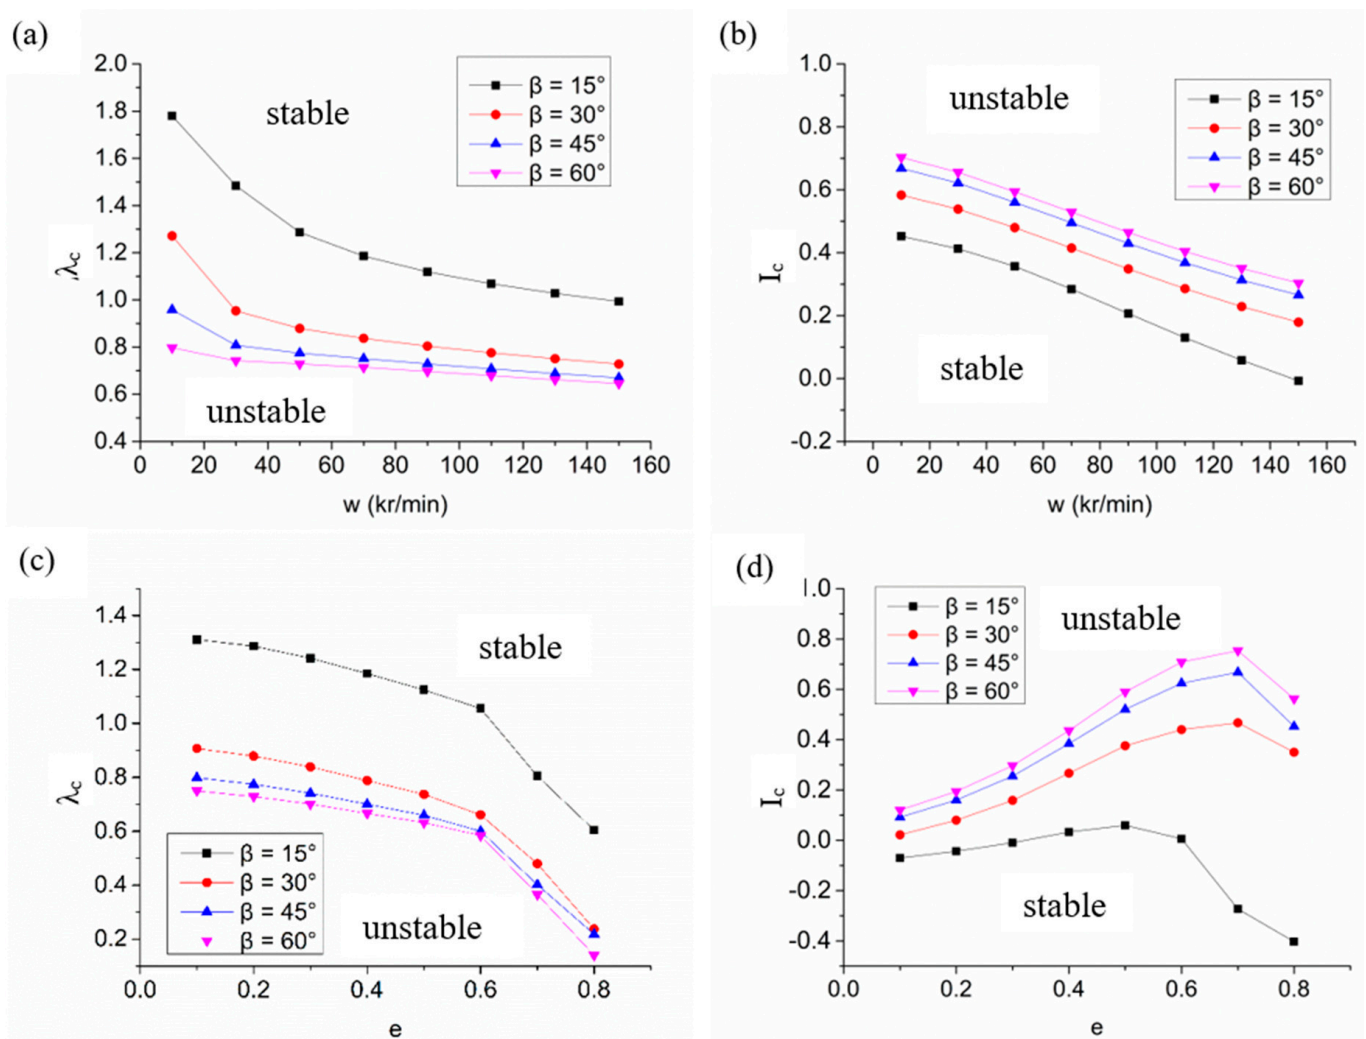 (a)
2.0
1.8
1.6
1.4
1.2
1.0
0.8
0.6
0.4
λc
stable
unstable
β = 15°
β = 30°
β = 45°
β = 60°
0 20 40 60 80 100 120 140 160
w (kr/min)
(b)
1.0
0.8
0.6
0.4
0.2
0.0
-0.2
Ic
unstable
stable
β = 15°
β = 30°
β = 45°
β = 60°
0 20 40 60 80 100 120 140 160
w (kr/min)
(c)
1.4
1.2
1.0
0.8
0.6
0.4
0.2
λc
stable
unstable
β = 15°
β = 30°
β = 45°
β = 60°
0.0 0.2 0.4 0.6 0.8
e
(d)
1.0
0.8
0.6
0.4
0.2
0.0
-0.2
-0.4
Ic
β = 15°
β = 30°
β = 45°
β = 60°
unstable
stable
0.0 0.2 0.4 0.6 0.8
e